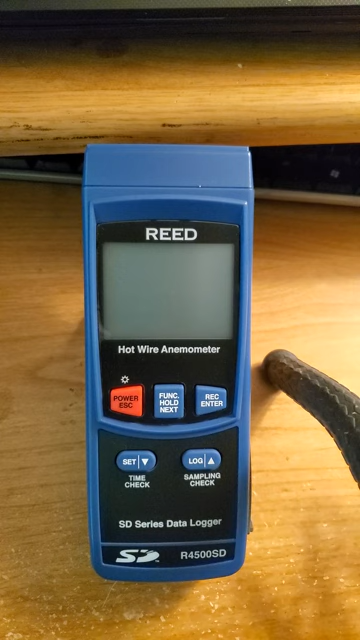 REED
Hot Wire Anemometer
POWER
ESC
FUNC.
HOLD
NEXT
REC
ENTER
SET ▼
LOG ▲
TIME
CHECK
SAMPLING
CHECK
SD Series Data Logger
SD R4500SD